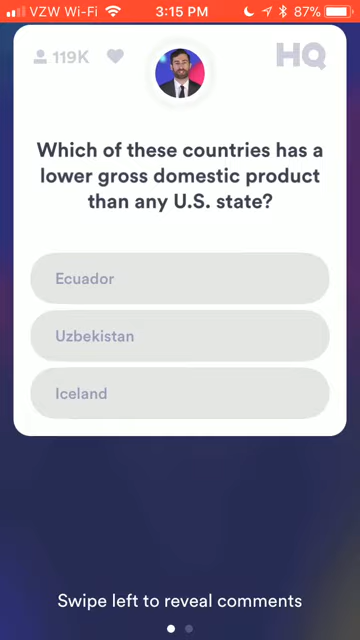 VZW Wi-Fi 3:15 PM 87%
119K HQ
Which of these countries has a
lower gross domestic product
than any U.S. state?
Ecuador
Uzbekistan
Iceland
Swipe left to reveal comments